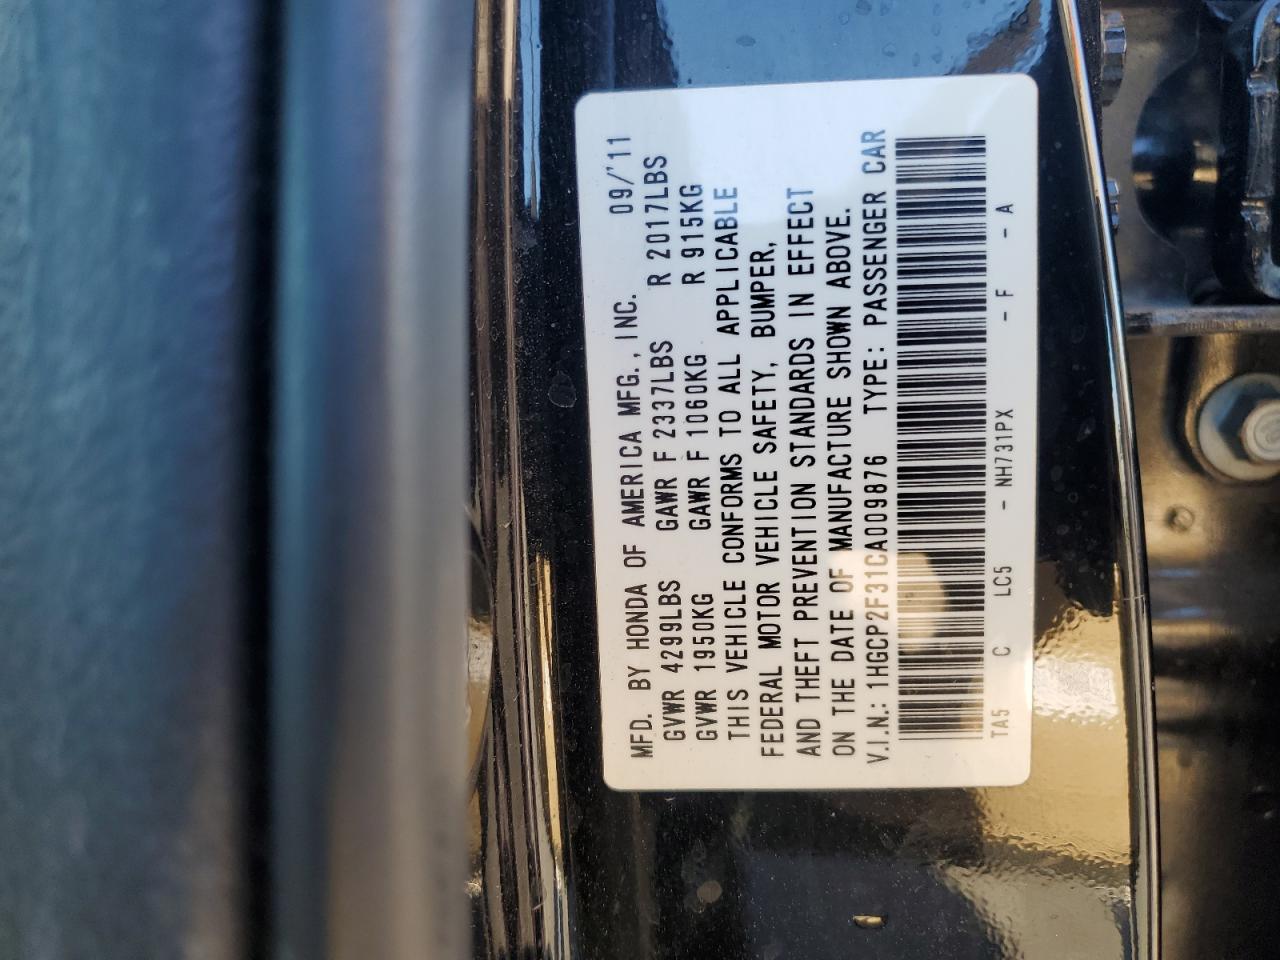 MFD. BY HONDA OF AMERICA MFG., INC. 09/'11
GVWR 4299LBS GAWR F 2337LBS R 2017LBS
GVWR 1950KG GAWR F 1060KG R 915KG
THIS VEHICLE CONFORMS TO ALL APPLICABLE
FEDERAL MOTOR VEHICLE SAFETY, BUMPER,
AND THEFT PREVENTION STANDARDS IN EFFECT
ON THE DATE OF MANUFACTURE SHOWN ABOVE.
V.I.N.: 1HGCP2F31CA009876 TYPE: PASSENGER CAR
TA5 C LC5 - NH731PX - F - A